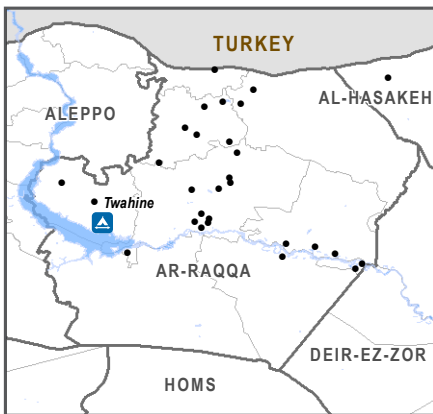 TURKEY
AL-HASAKEH
ALEPPO
Twahine
AR-RAQQA
DEIR-EZ-ZOR
HOMS